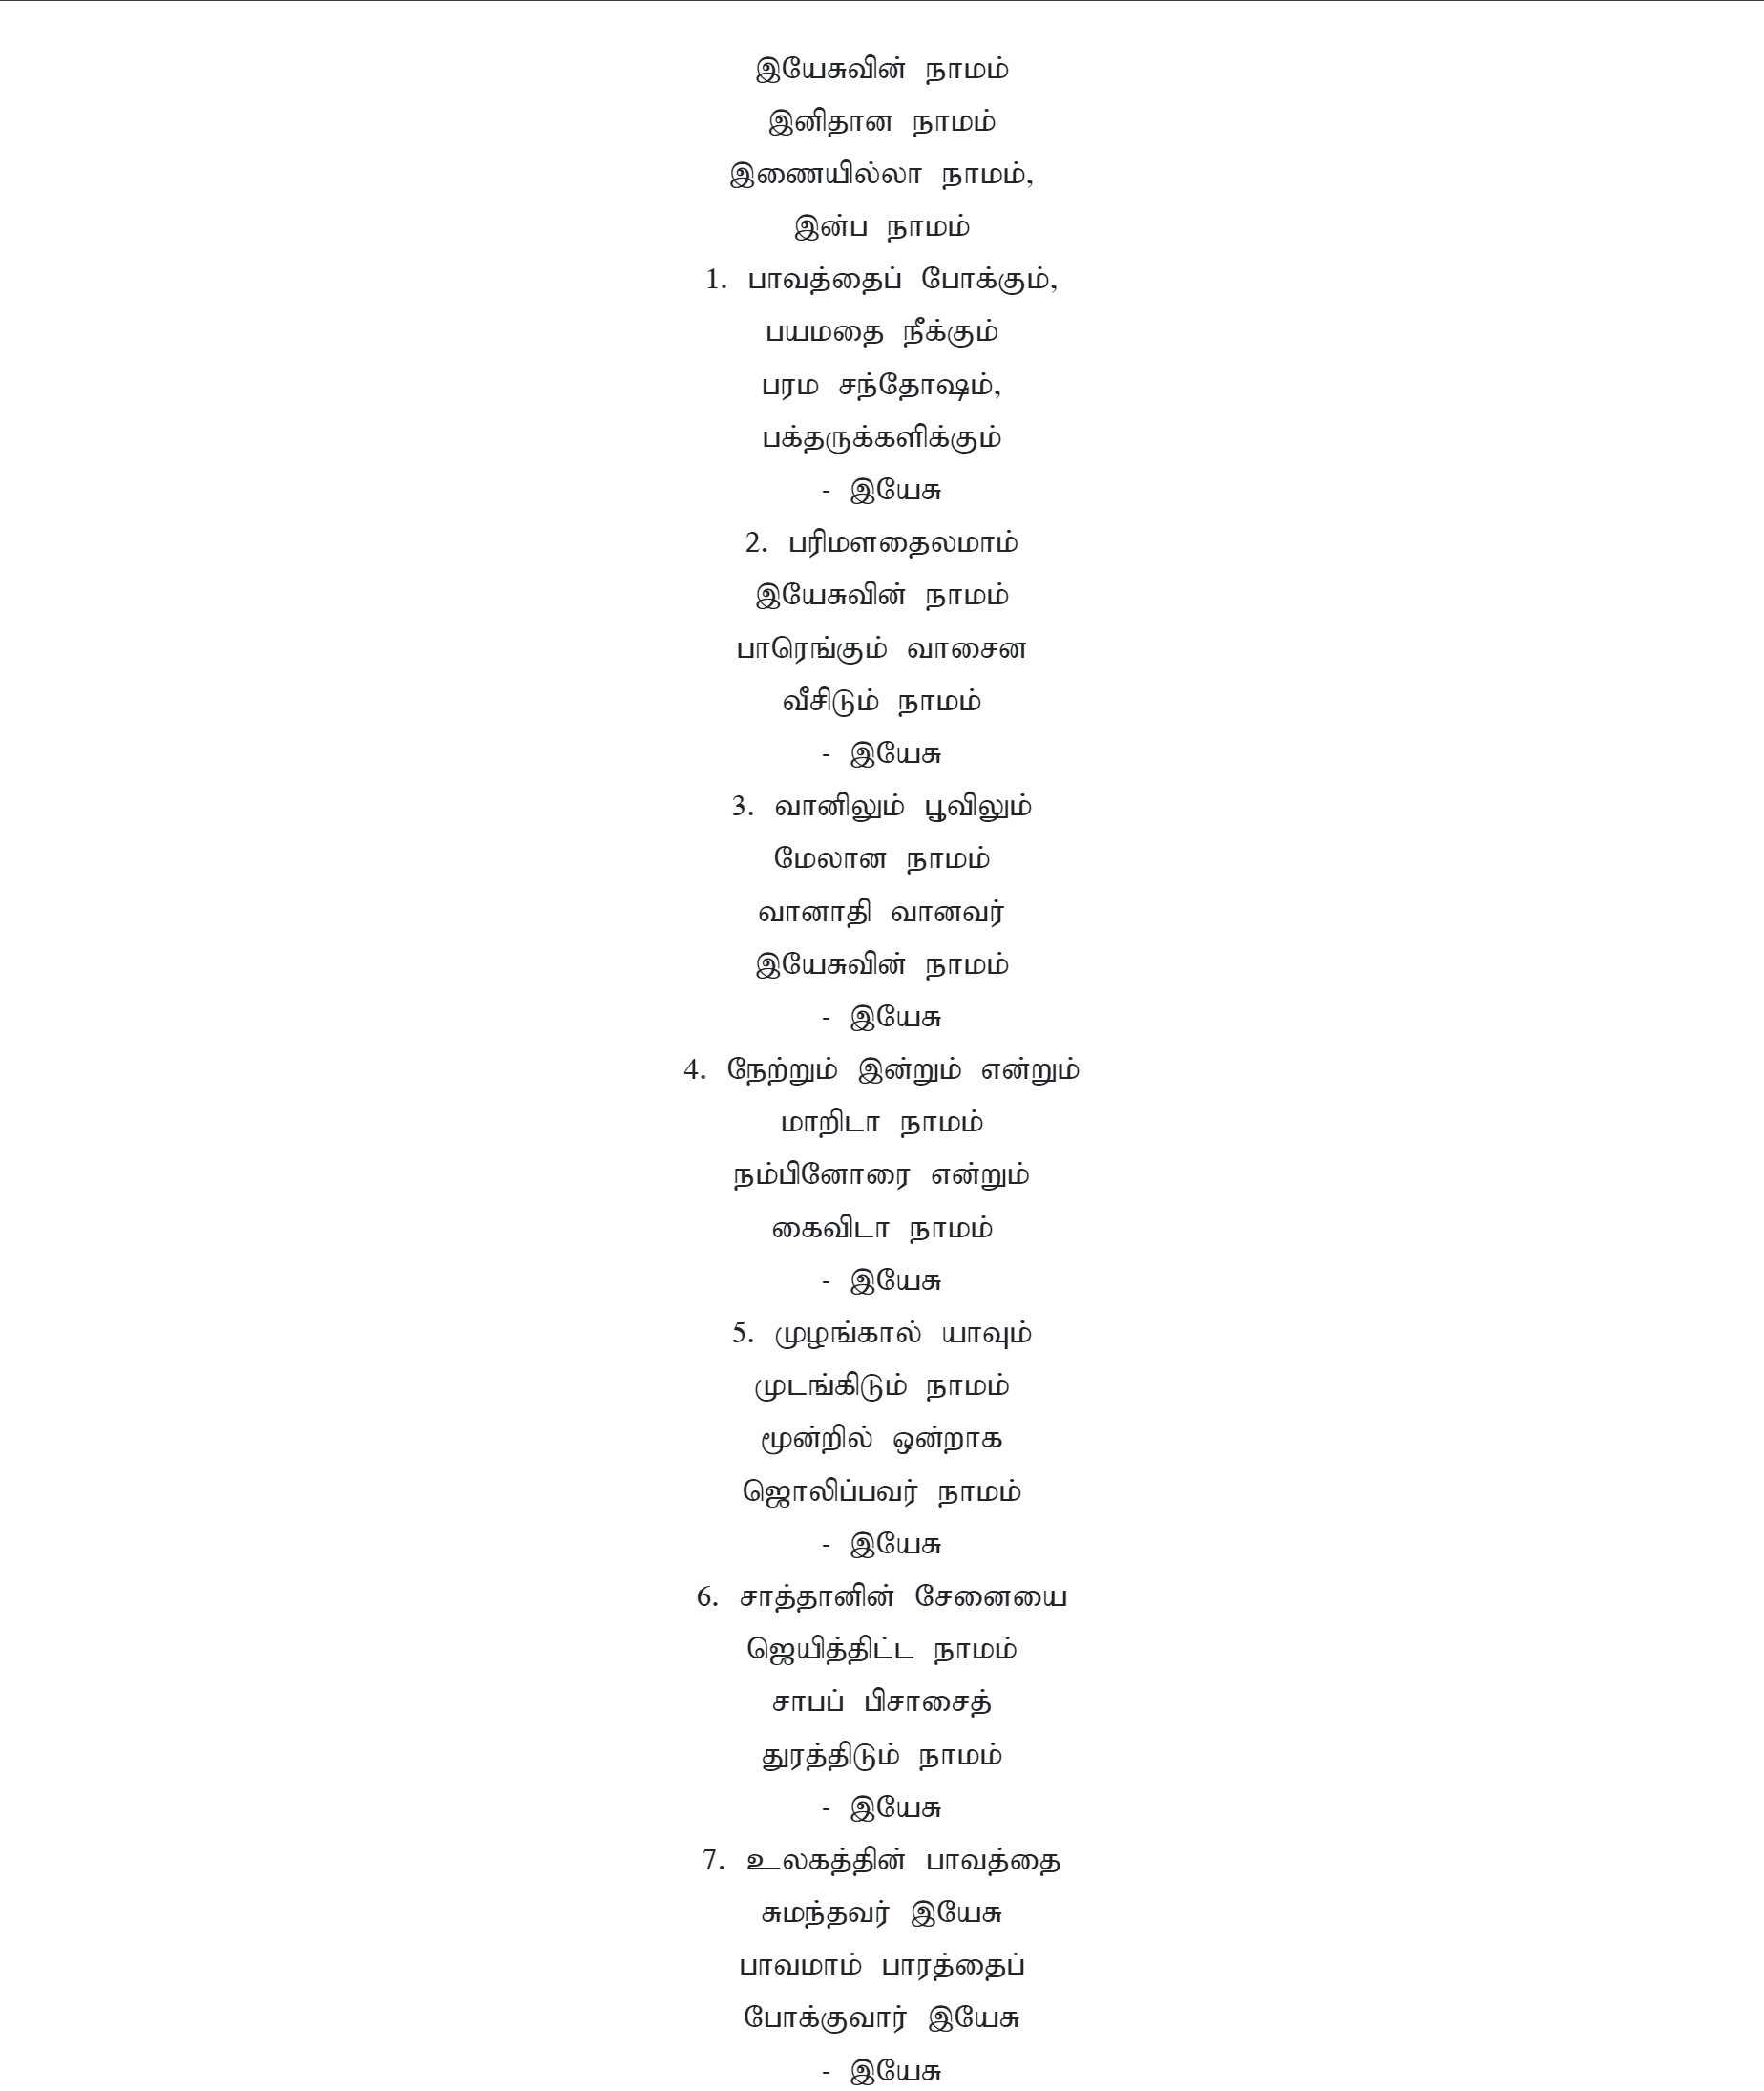 இயேசுவின் நாமம்
இனிதான நாமம்
இணையில்லா நாமம்,
இன்ப நாமம்
1. பாவத்தைப் போக்கும்,
பயமதை நீக்கும்
பரம சந்தோஷம்,
பக்தருக்களிக்கும்
- இயேசு
2. பரிமளதைலமாம்
இயேசுவின் நாமம்
பாரெங்கும் வாசைன
வீசிடும் நாமம்
- இயேசு
3. வானிலும் பூவிலும்
மேலான நாமம்
வானாதி வானவர்
இயேசுவின் நாமம்
- இயேசு
4. நேற்றும் இன்றும் என்றும்
மாறிடா நாமம்
நம்பினோரை என்றும்
கைவிடா நாமம்
- இயேசு
5. முழங்கால் யாவும்
முடங்கிடும் நாமம்
மூன்றில் ஒன்றாக
ஜொலிப்பவர் நாமம்
- இயேசு
6. சாத்தானின் சேனையை
ஜெயித்திட்ட நாமம்
சாபப் பிசாசைத்
துரத்திடும் நாமம்
- இயேசு
7. உலகத்தின் பாவத்தை
சுமந்தவர் இயேசு
பாவமாம் பாரத்தைப்
போக்குவார் இயேசு
- இயேசு